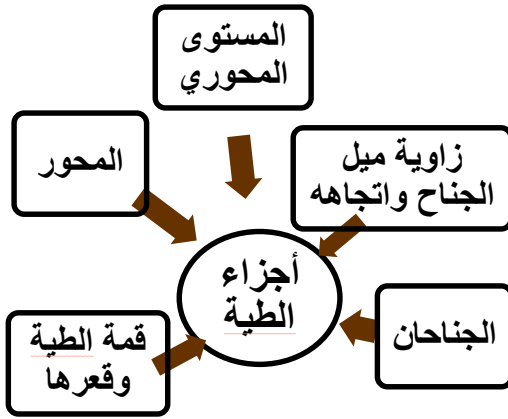 المستوى
المحوري
زاوية ميل
الجناح واتجاهه
المحور
أجزاء
الطية
الجناحان
قمة الطية
وقعرها